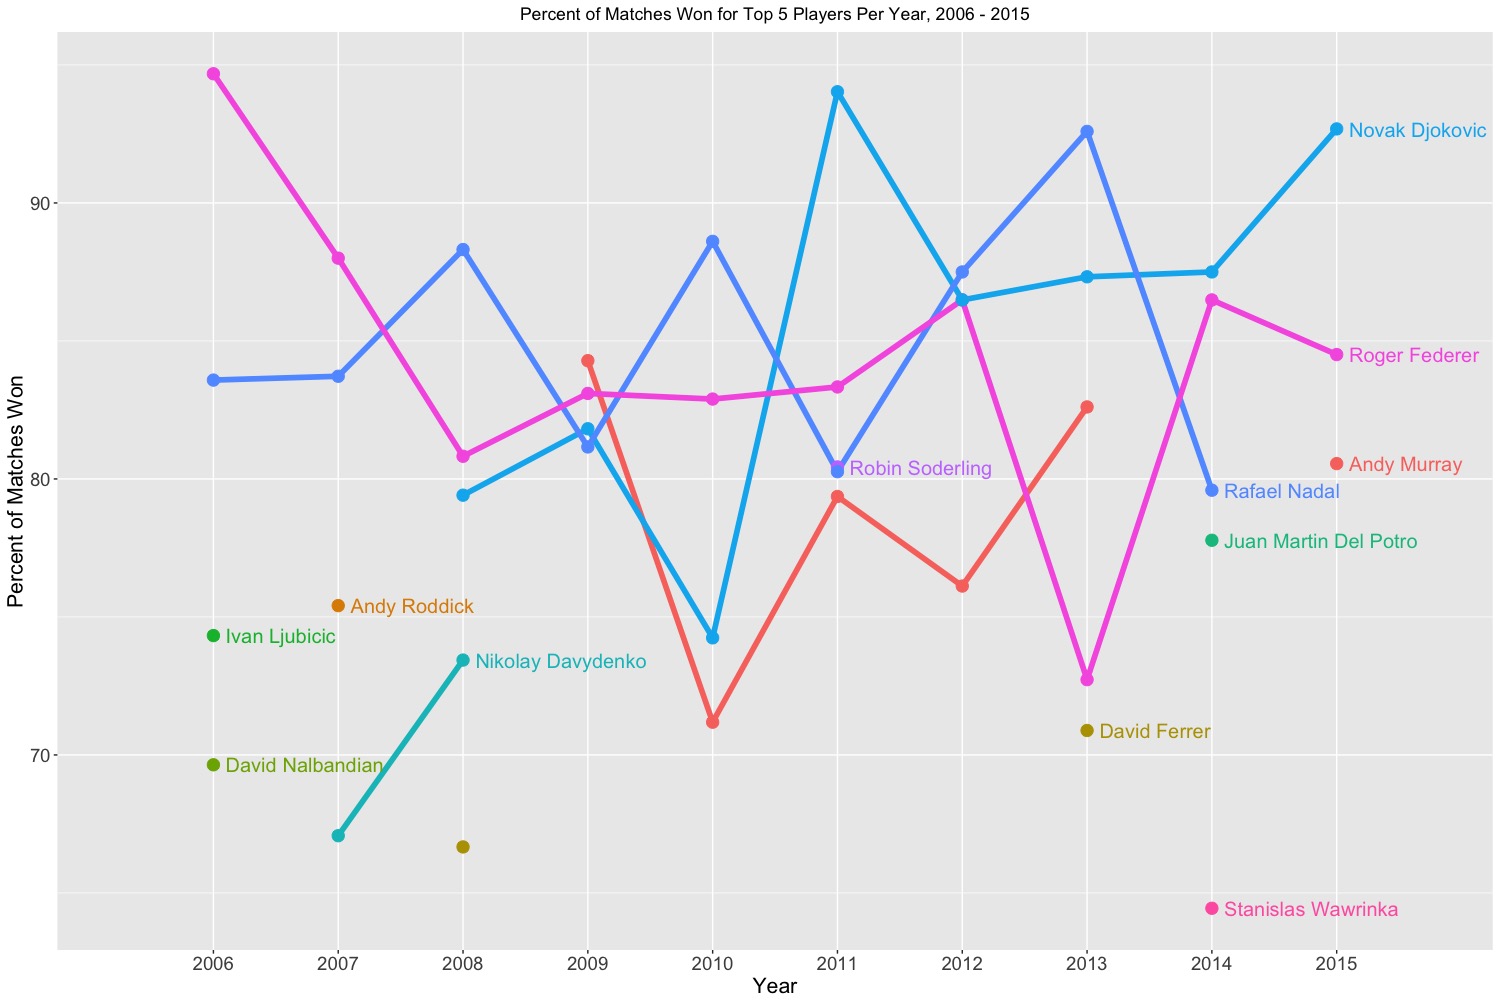 Percent of Matches Won for Top 5 Players Per Year, 2006 - 2015
Percent of Matches Won
90
80
70
Novak Djokovic
Roger Federer
Andy Murray
Robin Soderling
Rafael Nadal
Juan Martin Del Potro
Andy Roddick
Ivan Ljubicic
Nikolay Davydenko
David Ferrer
David Nalbandian
Stanislas Wawrinka
2006 2007 2008 2009 2010 2011 2012 2013 2014 2015
Year